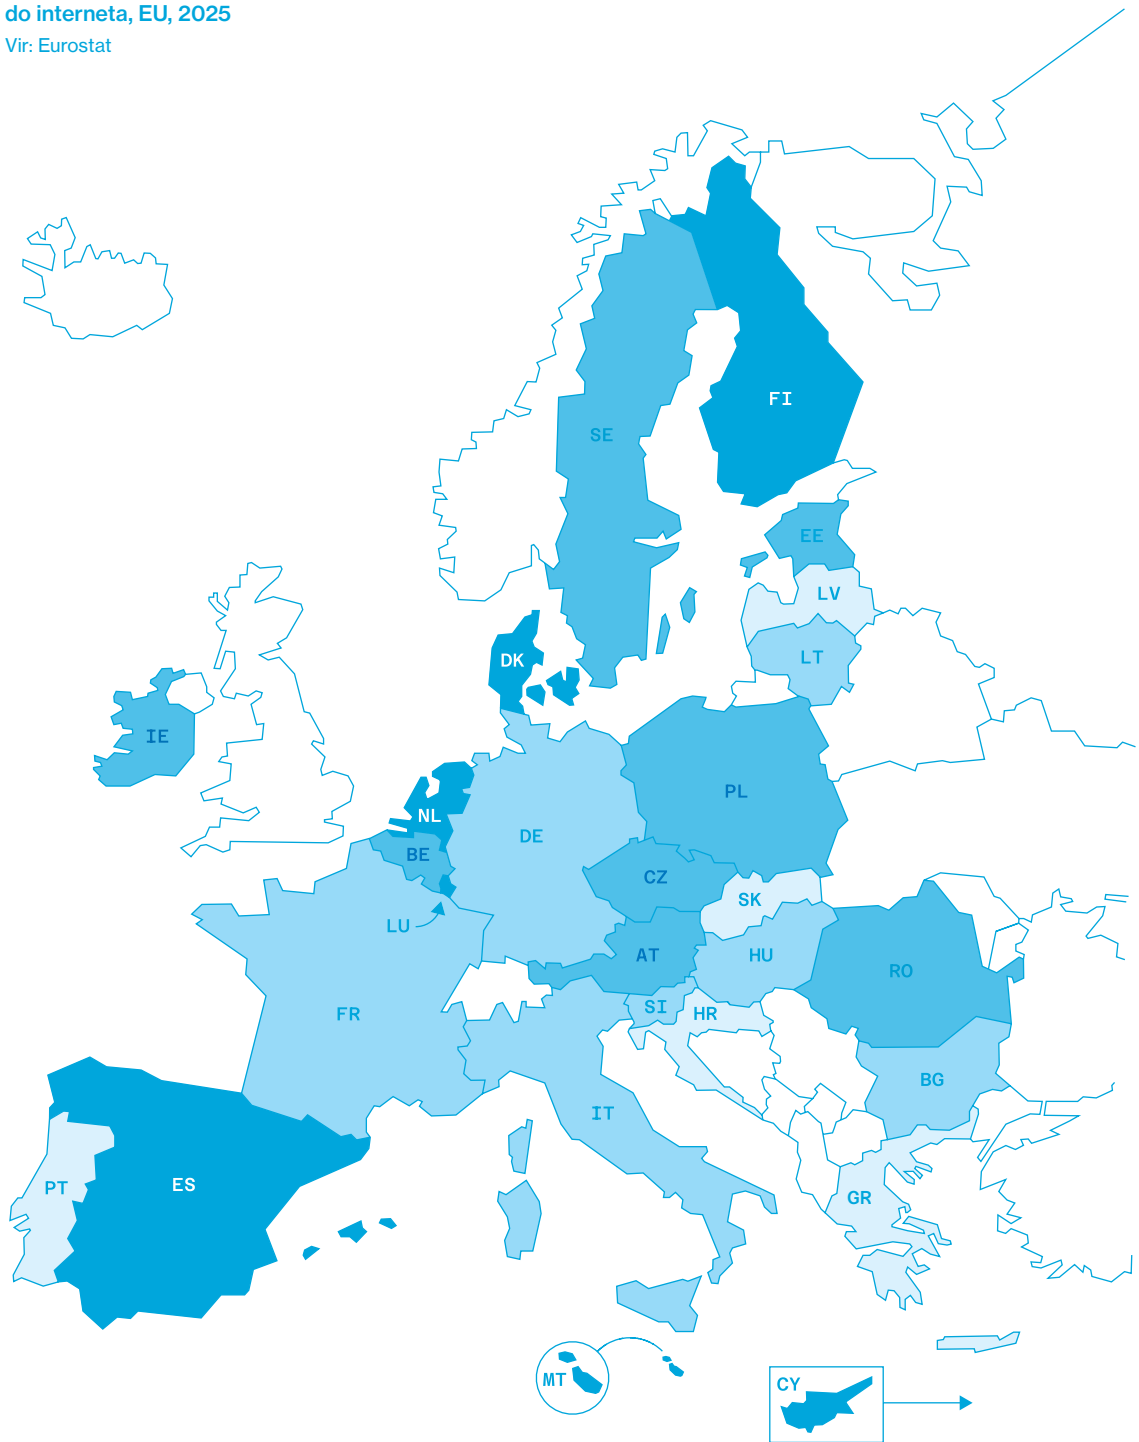 do interneta, EU, 2025
Vir: Eurostat
FI
SE
EE
LV
LT
DK
IE
PL
NL
DE
BE
CZ
SK
LU
AT
HU
RO
SI
HR
FR
BG
IT
ES
PT
GR
MT
CY